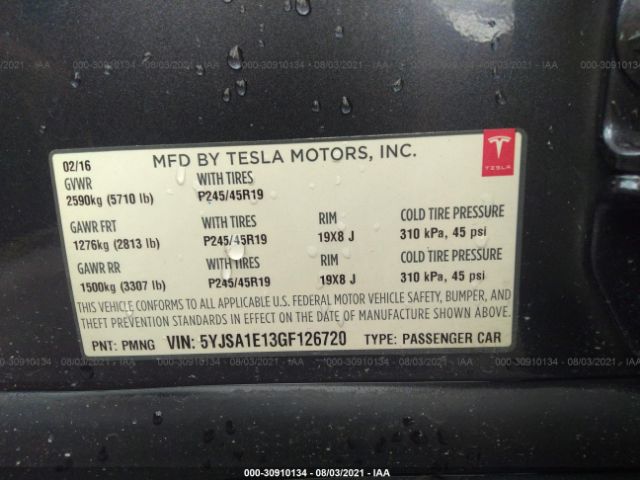 000-30910134 - 08/03/2021 - IAA
02/16 MFD BY TESLA MOTORS, INC.
TESLA
GVWR WITH TIRES
2590kg (5710 lb) P245/45R19
GAWR FRT WITH TIRES RIM COLD TIRE PRESSURE
1276kg (2813 lb) P245/45R19 19X8 J 310 kPa, 45 psi
GAWR RR WITH TIRES RIM COLD TIRE PRESSURE
1500kg (3307 lb) P245/45R19 19X8 J 310 kPa, 45 psi
THIS VEHICLE CONFORMS TO ALL APPLICABLE U.S. FEDERAL MOTOR VEHICLE SAFETY, BUMPER, AND
THEFT PREVENTION STANDARDS IN EFFECT ON THE DATE OF MANUFACTURE SHOWN ABOVE.
PNT: PMNG VIN: 5YJSA1E13GF126720 TYPE: PASSENGER CAR
000-30910134 - 08/03/2021 - IAA